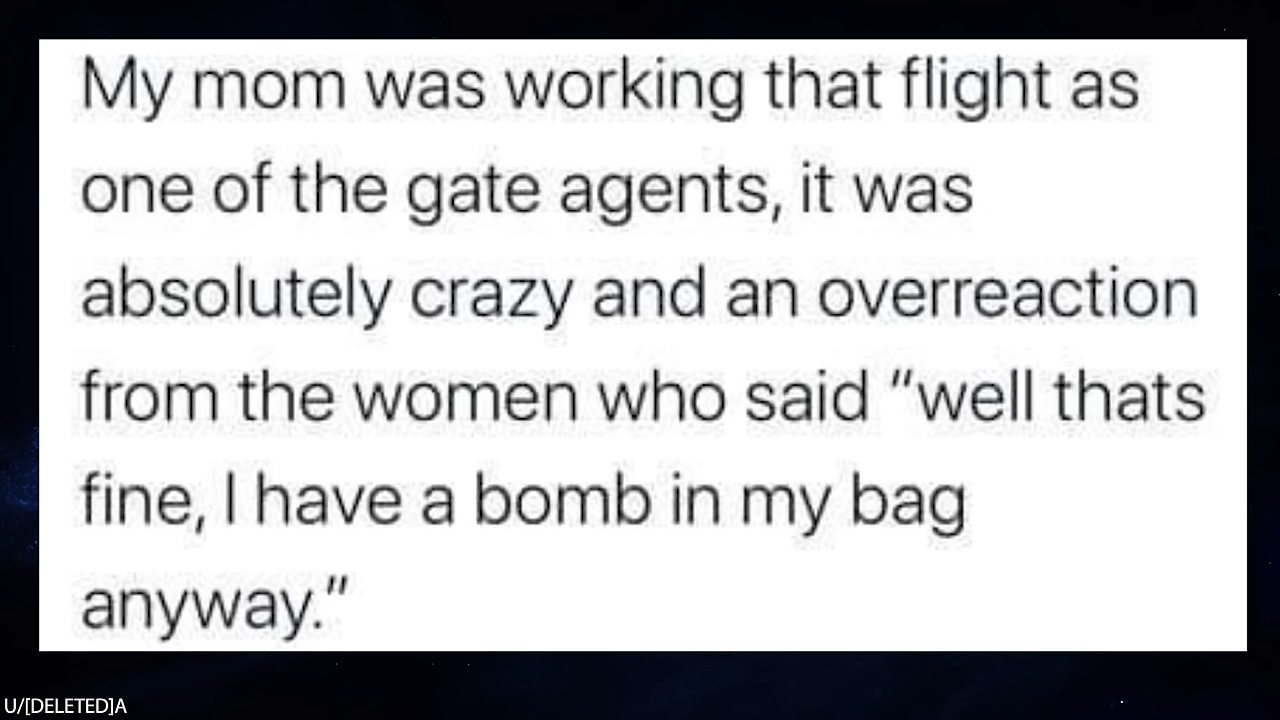 My mom was working that flight as
one of the gate agents, it was
absolutely crazy and an overreaction
from the women who said "well thats
fine, I have a bomb in my bag
anyway."
U/[DELETED]A